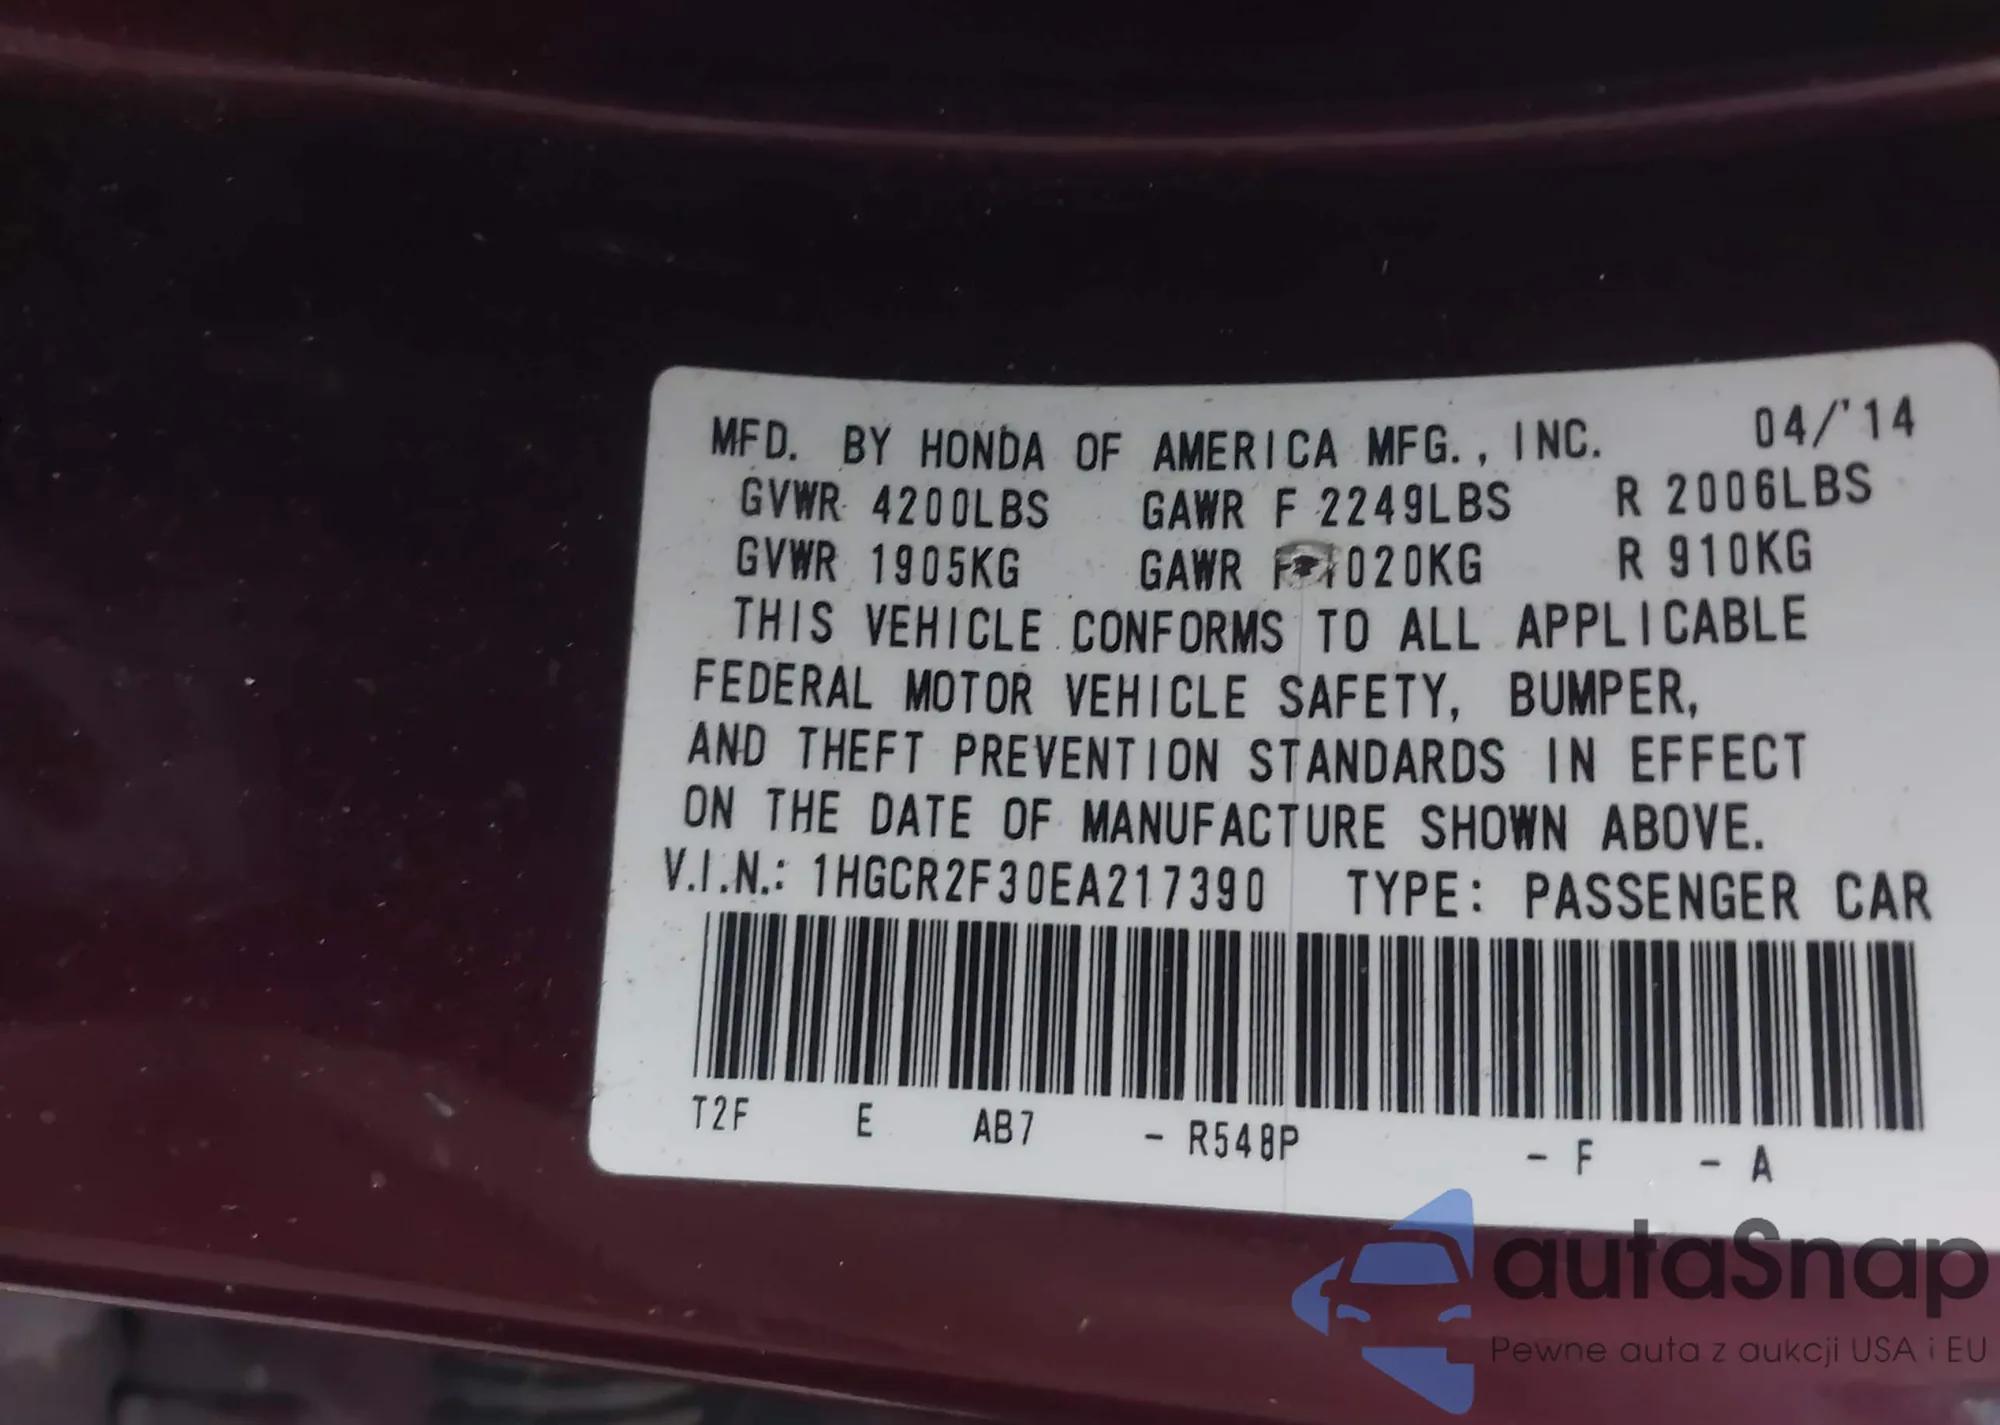 MFD. BY HONDA OF AMERICA MFG., INC. 04/'14
GVWR 4200LBS GAWR F 2249LBS R 2006LBS
GVWR 1905KG GAWR F 1020KG R 910KG
THIS VEHICLE CONFORMS TO ALL APPLICABLE
FEDERAL MOTOR VEHICLE SAFETY, BUMPER,
AND THEFT PREVENTION STANDARDS IN EFFECT
ON THE DATE OF MANUFACTURE SHOWN ABOVE.
V.I.N.: 1HGCR2F30EA217390 TYPE: PASSENGER CAR
T2F E AB7 - R548P - F - A
autaSnap
Pewne auta z aukcji USA i EU